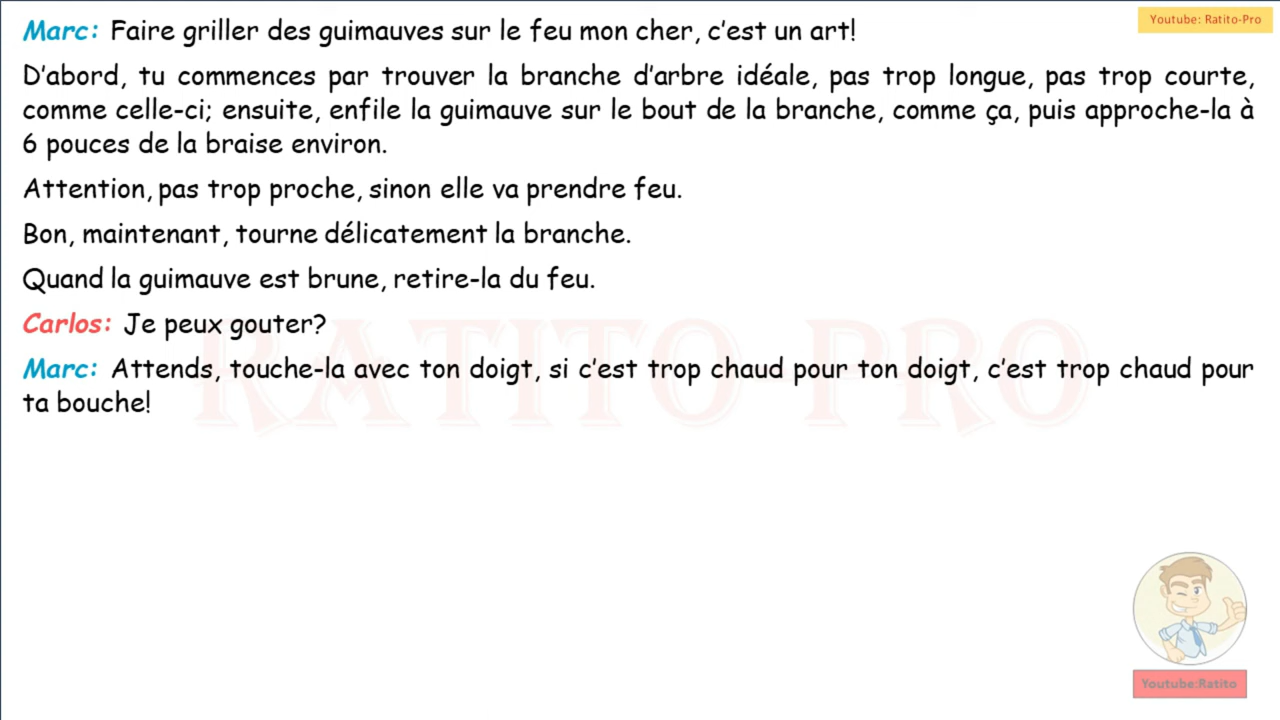 Youtube: Ratito-Pro
Marc: Faire griller des guimauves sur le feu mon cher, c’est un art!
D’abord, tu commences par trouver la branche d’arbre idéale, pas trop longue, pas trop courte,
comme celle-ci; ensuite, enfile la guimauve sur le bout de la branche, comme ça, puis approche-la à
6 pouces de la braise environ.
Attention, pas trop proche, sinon elle va prendre feu.
Bon, maintenant, tourne délicatement la branche.
Quand la guimauve est brune, retire-la du feu.
Carlos: Je peux gouter?
Marc: Attends, touche-la avec ton doigt, si c’est trop chaud pour ton doigt, c’est trop chaud pour
ta bouche!
RATITO-PRO
Youtube:Ratito